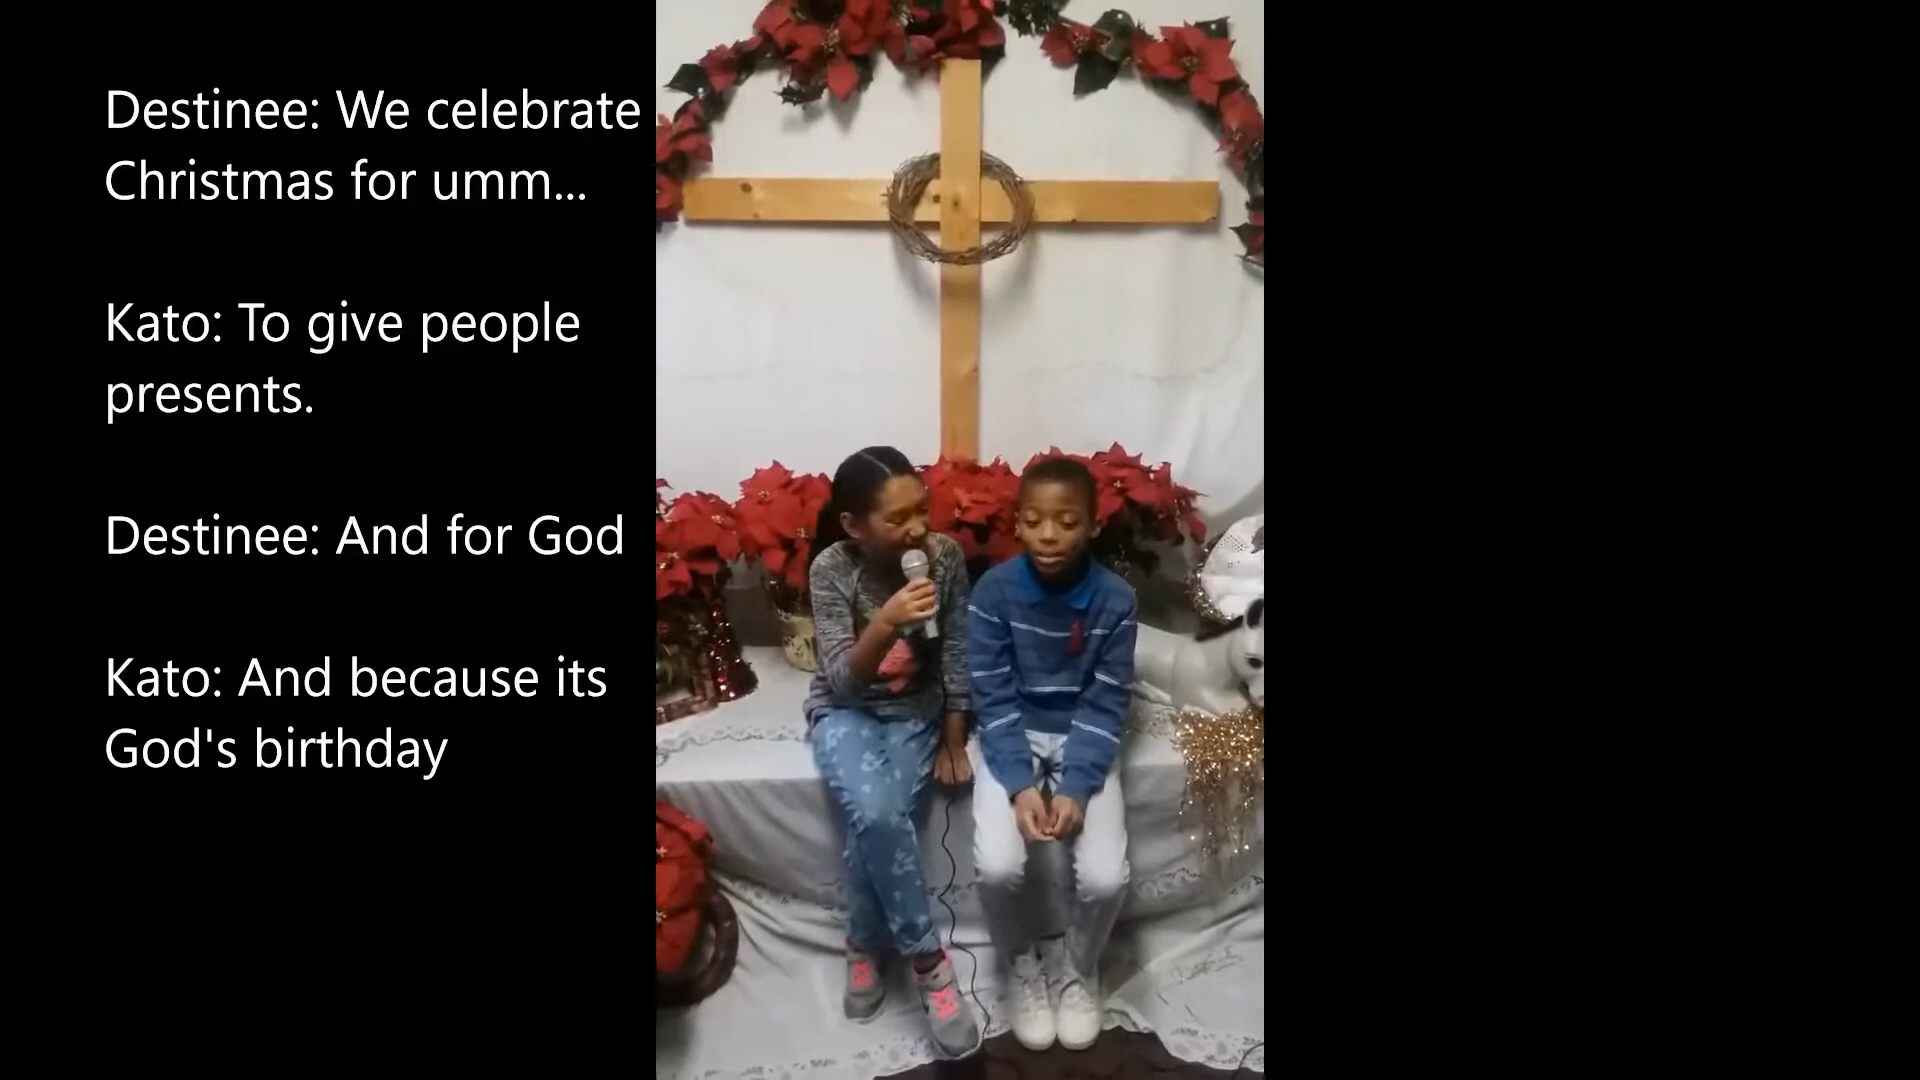 Destinee: We celebrate
Christmas for umm...
Kato: To give people
presents.
Destinee: And for God
Kato: And because its
God's birthday